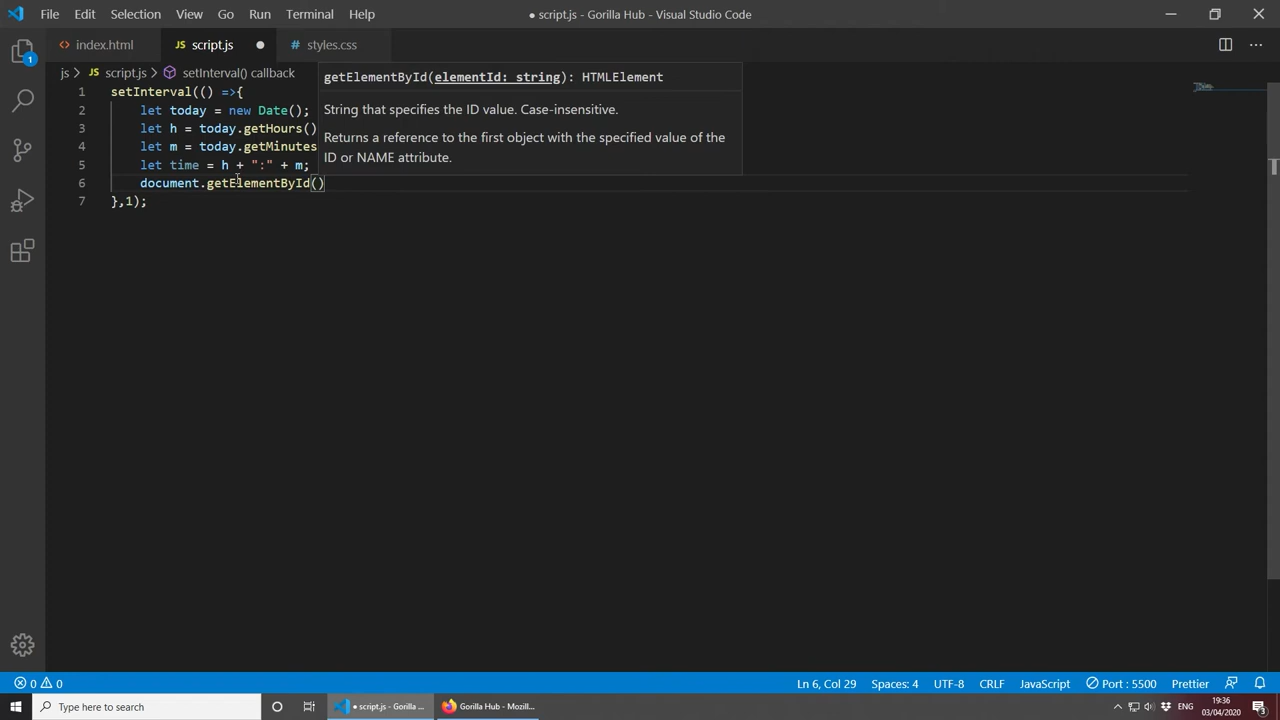 File Edit Selection View Go Run Terminal Help
● script.js - Gorilla Hub - Visual Studio Code
index.html script.js styles.css
js > script.js > setInterval() callback
getElementById(elementId: string): HTMLElement
String that specifies the ID value. Case-insensitive.
Returns a reference to the first object with the specified value of the
ID or NAME attribute.
1 setInterval(() =>{
2 let today = new Date();
3 let h = today.getHours()
4 let m = today.getMinutes
5 let time = h + ":" + m;
6 document.getElementById()
7 },1);
1
0 0 Ln 6, Col 29 Spaces: 4 UTF-8 CRLF JavaScript Port : 5500 Prettier
Type here to search
● script.js - Gorilla ...
Gorilla Hub - Mozill...
ENG
19:36
03/04/2020
3